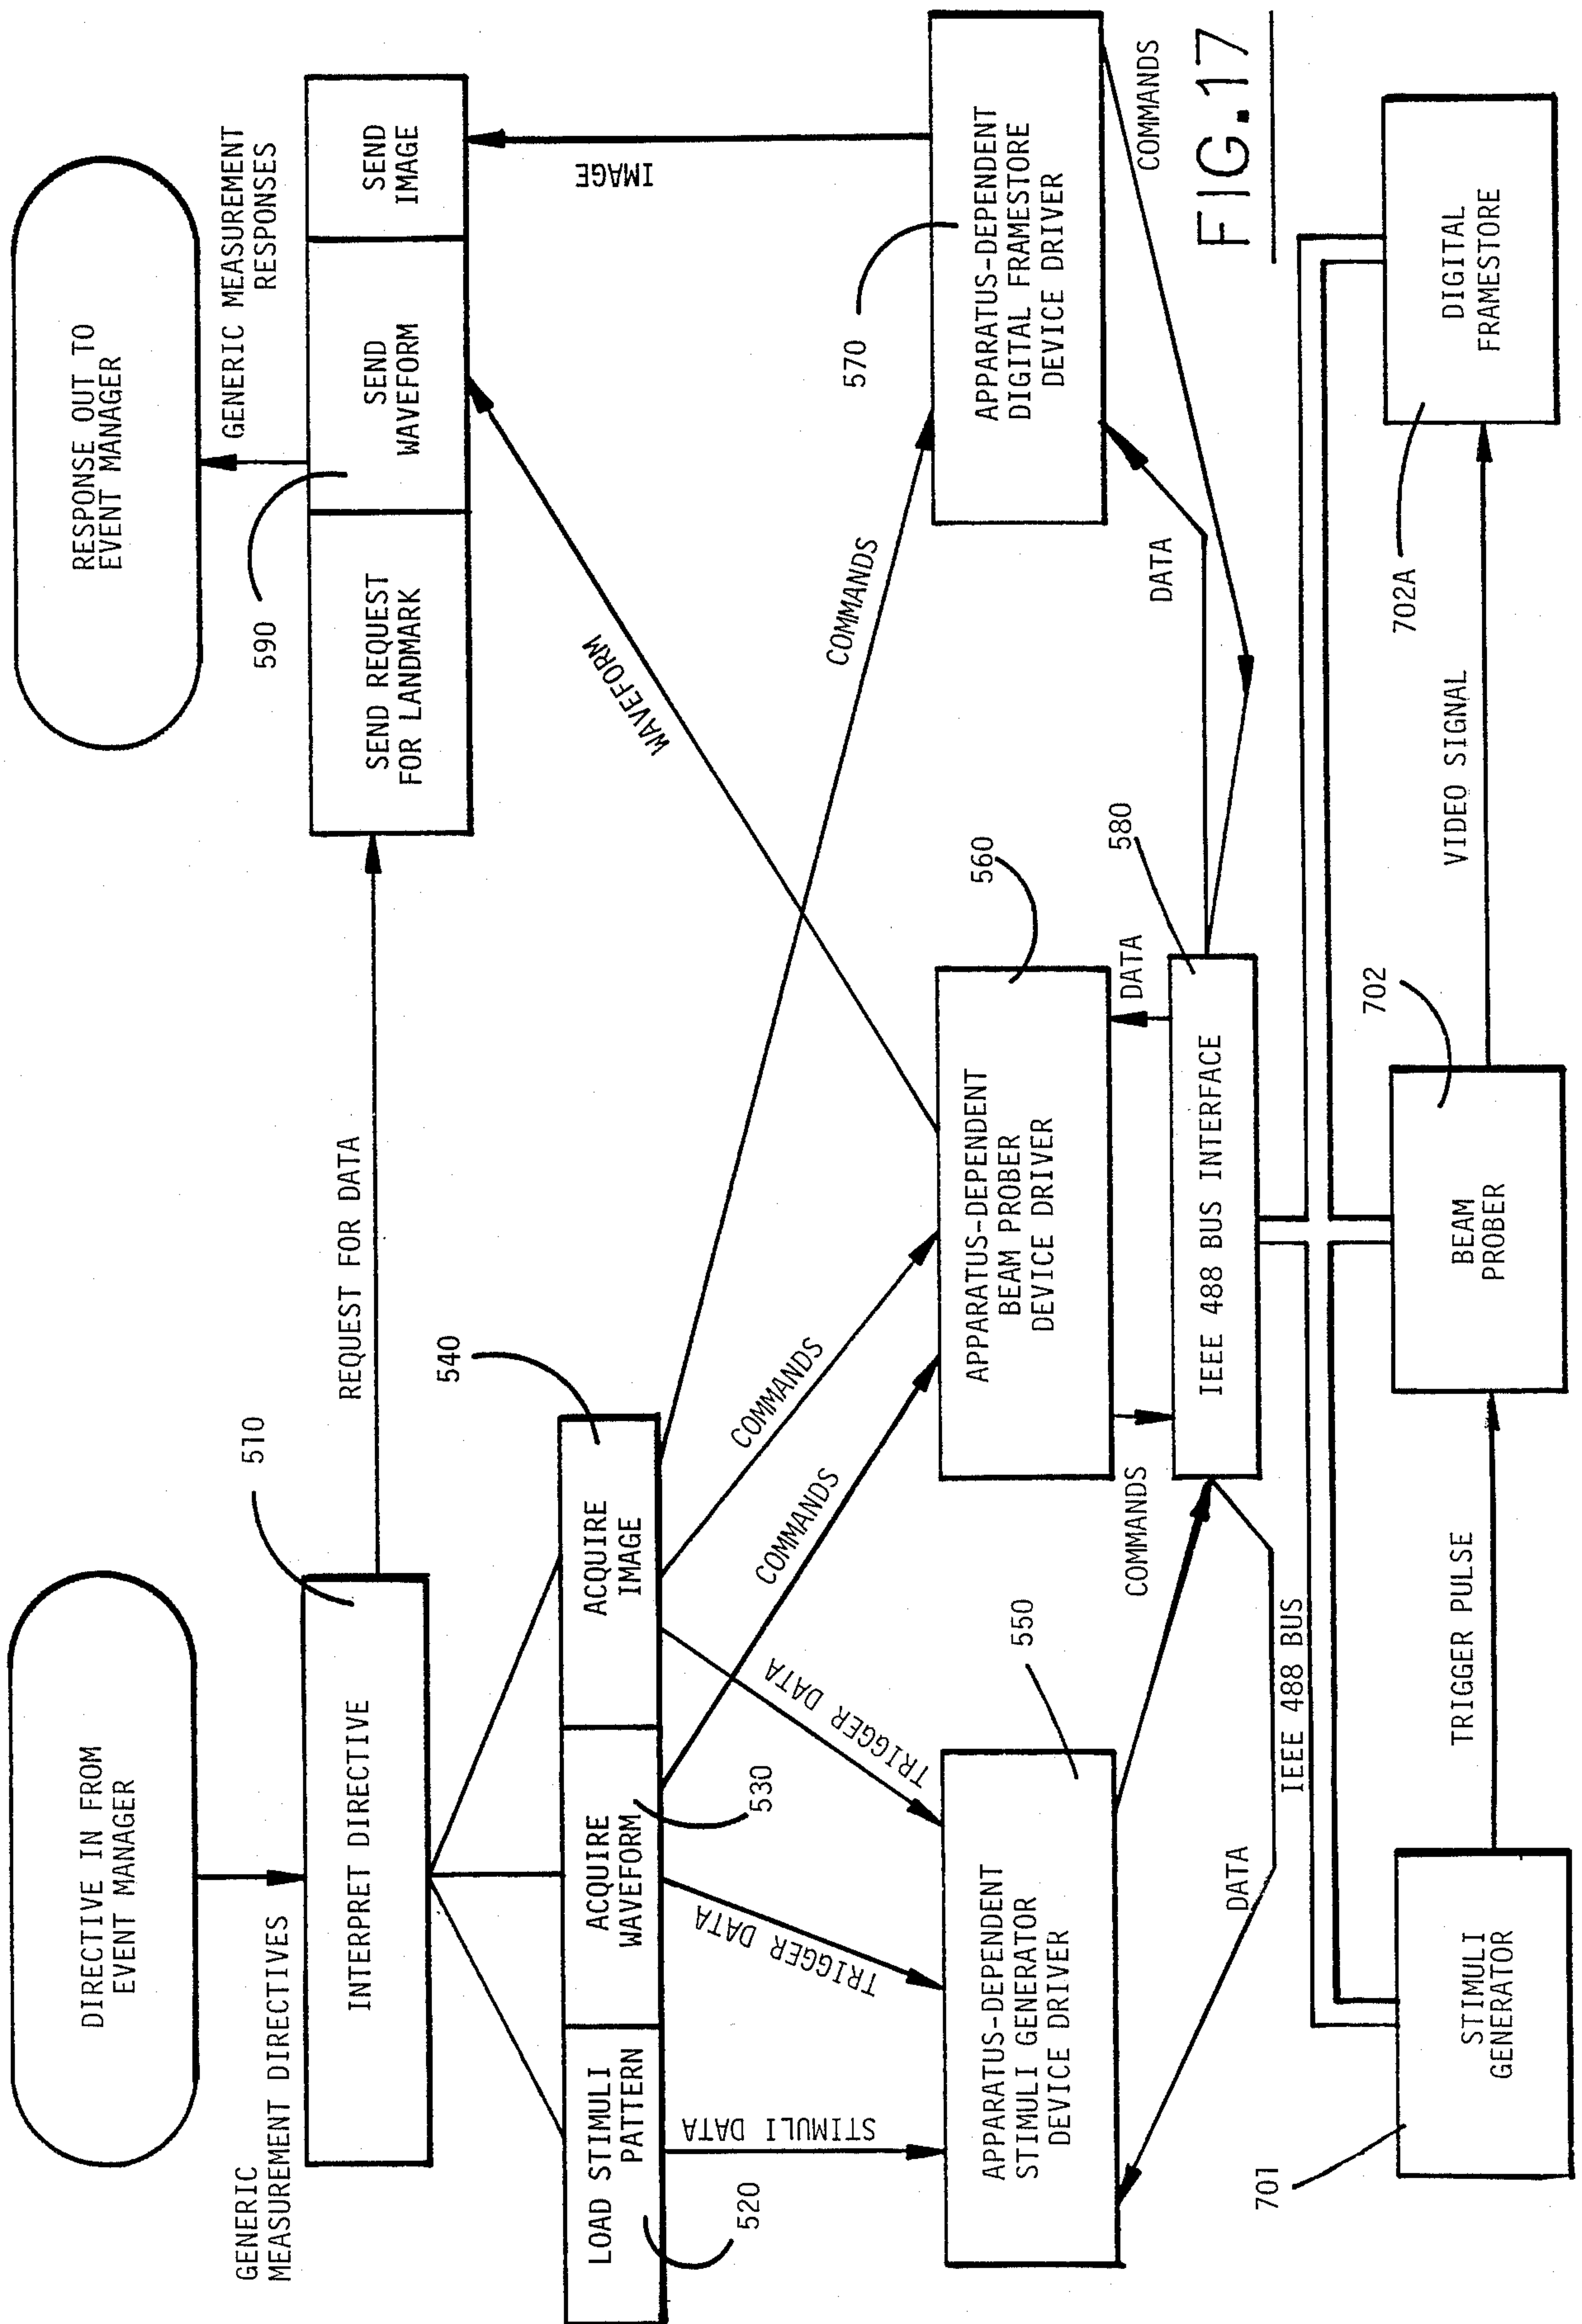 DIRECTIVE IN FROM
EVENT MANAGER
RESPONSE OUT TO
EVENT MANAGER
GENERIC
MEASUREMENT DIRECTIVES
GENERIC MEASUREMENT
RESPONSES
510
590
INTERPRET DIRECTIVE
REQUEST FOR DATA
SEND REQUEST
FOR LANDMARK
SEND
WAVEFORM
SEND
IMAGE
540
LOAD STIMULI
PATTERN
ACQUIRE
WAVEFORM
ACQUIRE
IMAGE
520
530
STIMULI DATA
TRIGGER DATA
TRIGGER DATA
COMMANDS
COMMANDS
COMMANDS
WAVEFORM
IMAGE
550
560
570
APPARATUS-DEPENDENT
STIMULI GENERATOR
DEVICE DRIVER
APPARATUS-DEPENDENT
BEAM PROBER
DEVICE DRIVER
APPARATUS-DEPENDENT
DIGITAL FRAMESTORE
DEVICE DRIVER
COMMANDS
DATA
580
DATA
COMMANDS
IEEE 488 BUS INTERFACE
DATA
IEEE 488 BUS
FIG.17
701
702
702A
STIMULI
GENERATOR
TRIGGER PULSE
BEAM
PROBER
VIDEO SIGNAL
DIGITAL
FRAMESTORE